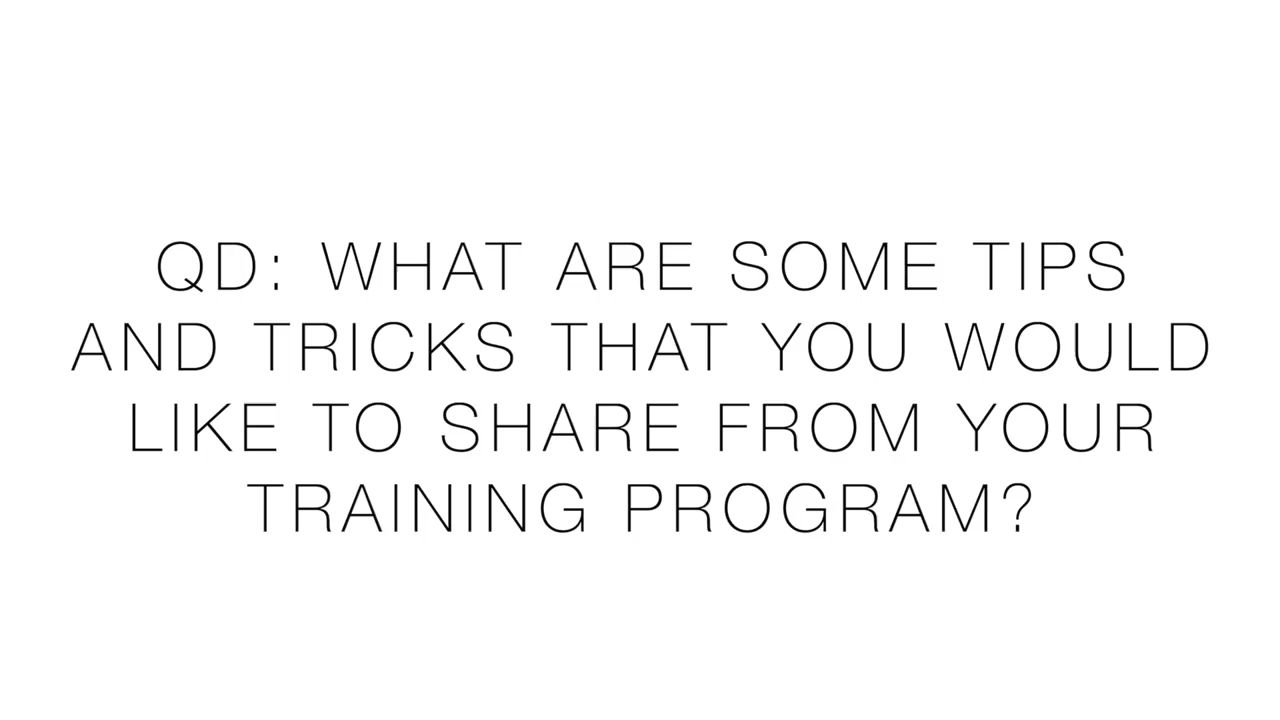 QD: WHAT ARE SOME TIPS
AND TRICKS THAT YOU WOULD
LIKE TO SHARE FROM YOUR
TRAINING PROGRAM?